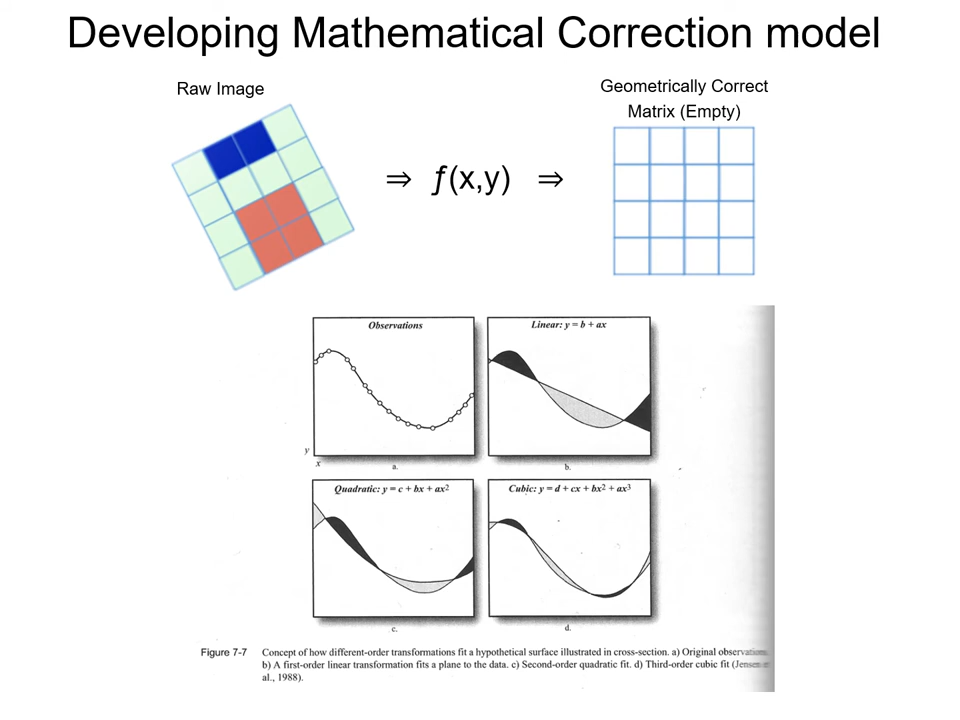 Developing Mathematical Correction model
Raw Image
Geometrically Correct
Matrix (Empty)
⇒ ƒ(x,y) ⇒
Observations
Linear: y = b + ax
y
x
a.
b.
Quadratic: y = c + bx + ax²
Cubic: y = d + cx + bx² + ax³
c.
d.
Figure 7-7 Concept of how different-order transformations fit a hypothetical surface illustrated in cross-section. a) Original observations.
b) A first-order linear transformation fits a plane to the data. c) Second-order quadratic fit. d) Third-order cubic fit (Jensen et
al., 1988).